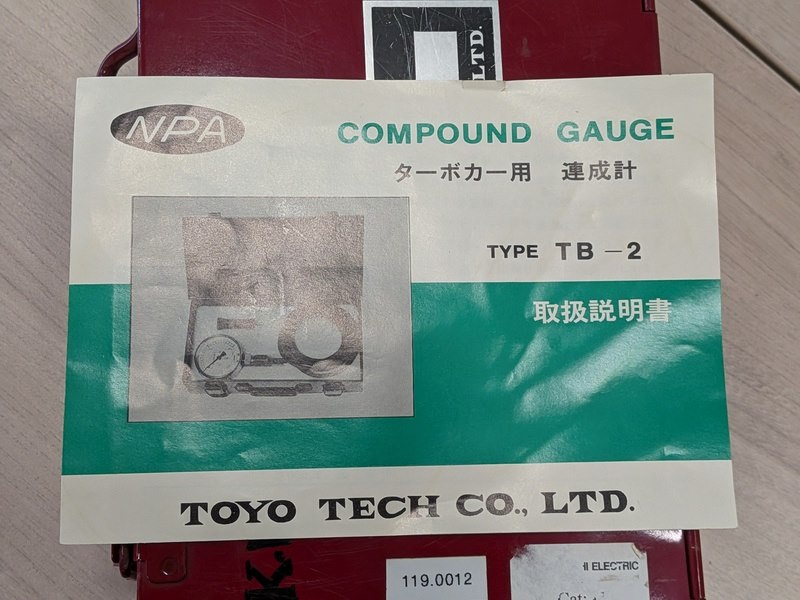 LTD.
NPA
COMPOUND GAUGE
ターボカー用 連成計
TYPE TB-2
取扱説明書
TOYO TECH CO., LTD.
119.0012
ELECTRIC